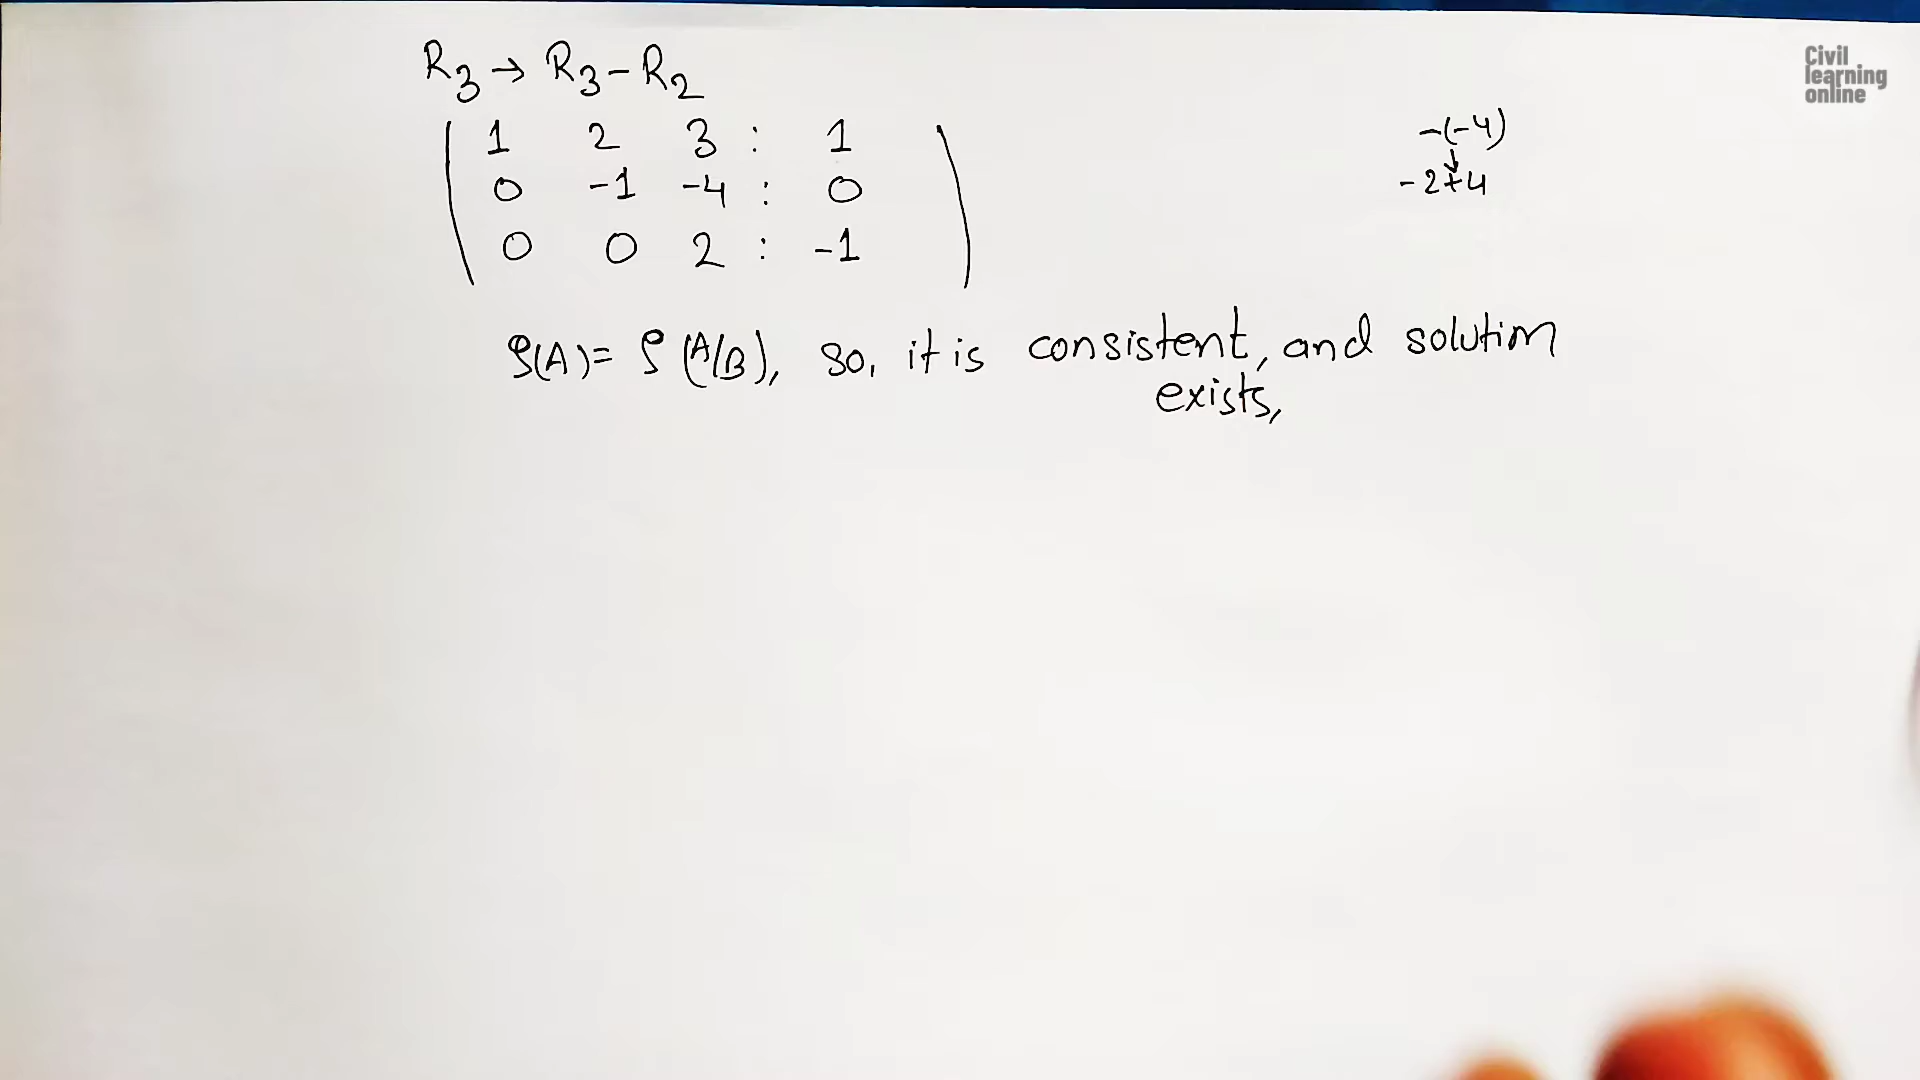 R3 → R3 - R2
1 2 3 : 1
0 -1 -4 : 0
0 0 2 : -1
ρ(A) = ρ (A/B), so, it is consistent, and solution
exists,
-(-4)
↓
-2+4
Civil
learning
online